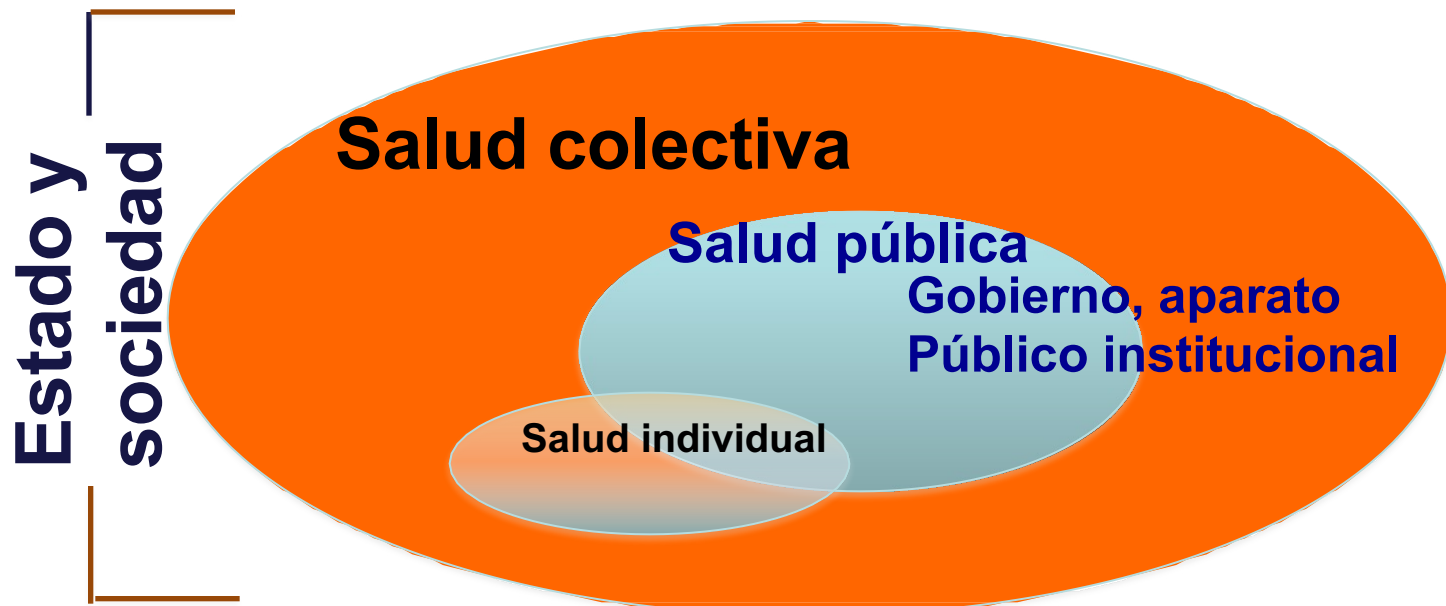 Estado y
sociedad
Salud colectiva
Salud pública
Gobierno, aparato
Público institucional
Salud individual